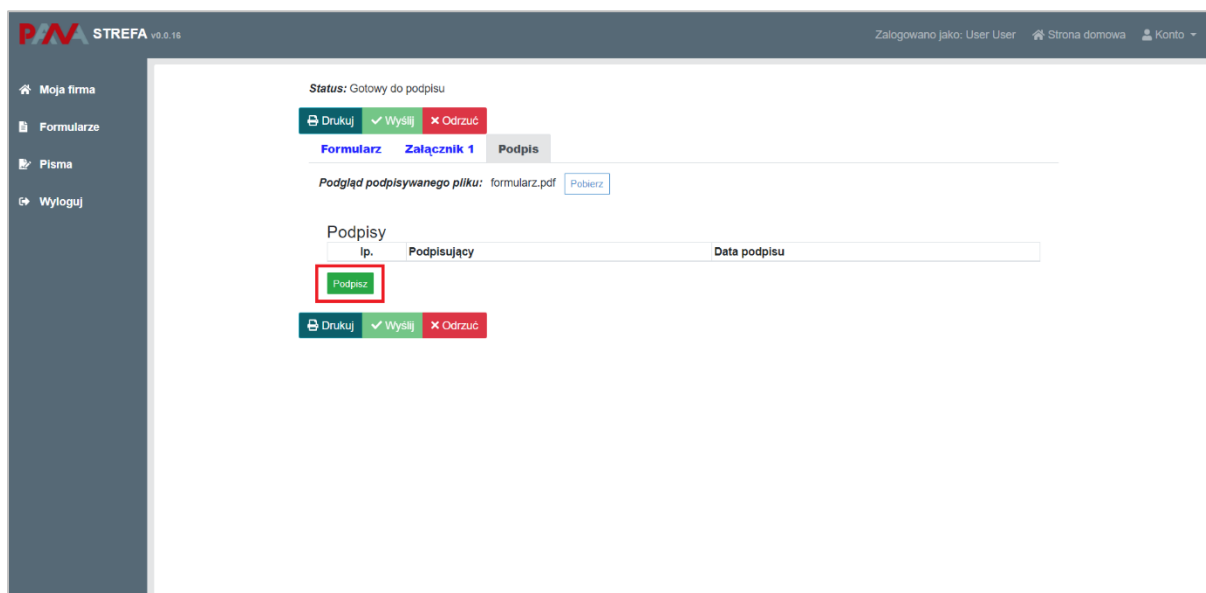 PANA STREFA v0.0.16 Zalogowano jako: User User Strona domowa Konto
Moja firma
Formularze
Pisma
Wyloguj
Status: Gotowy do podpisu
Drukuj Wyślij Odrzuć
Formularz Załącznik 1 Podpis
Podgląd podpisywanego pliku: formularz.pdf Pobierz
Podpisy
lp. Podpisujący Data podpisu
Podpisz
Drukuj Wyślij Odrzuć